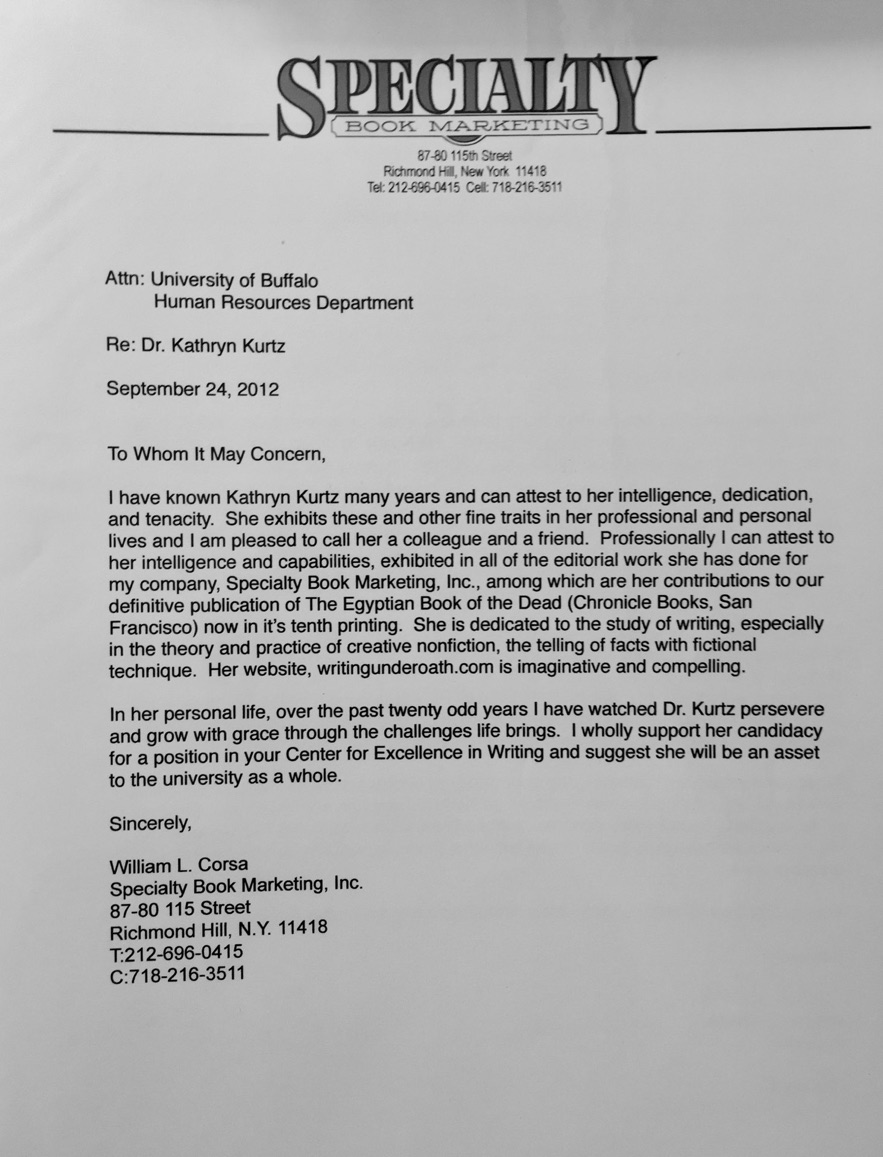 SPECIALTY
BOOK MARKETING
87-80 115th Street
Richmond Hill, New York 11418
Tel: 212-696-0415 Cell: 718-216-3511
Attn: University of Buffalo
Human Resources Department
Re: Dr. Kathryn Kurtz
September 24, 2012
To Whom It May Concern,
I have known Kathryn Kurtz many years and can attest to her intelligence, dedication,
and tenacity. She exhibits these and other fine traits in her professional and personal
lives and I am pleased to call her a colleague and a friend. Professionally I can attest to
her intelligence and capabilities, exhibited in all of the editorial work she has done for
my company, Specialty Book Marketing, Inc., among which are her contributions to our
definitive publication of The Egyptian Book of the Dead (Chronicle Books, San
Francisco) now in it's tenth printing. She is dedicated to the study of writing, especially
in the theory and practice of creative nonfiction, the telling of facts with fictional
technique. Her website, writingunderoath.com is imaginative and compelling.
In her personal life, over the past twenty odd years I have watched Dr. Kurtz persevere
and grow with grace through the challenges life brings. I wholly support her candidacy
for a position in your Center for Excellence in Writing and suggest she will be an asset
to the university as a whole.
Sincerely,
William L. Corsa
Specialty Book Marketing, Inc.
87-80 115 Street
Richmond Hill, N.Y. 11418
T:212-696-0415
C:718-216-3511